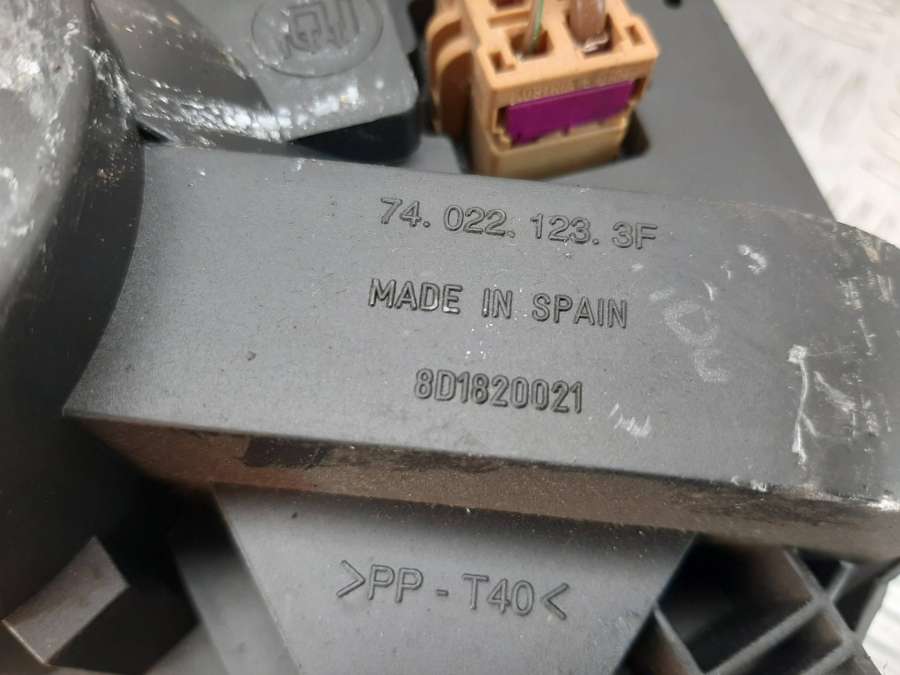 74. 022. 123. 3F
MADE IN SPAIN
8D1820021
>PP - T40<